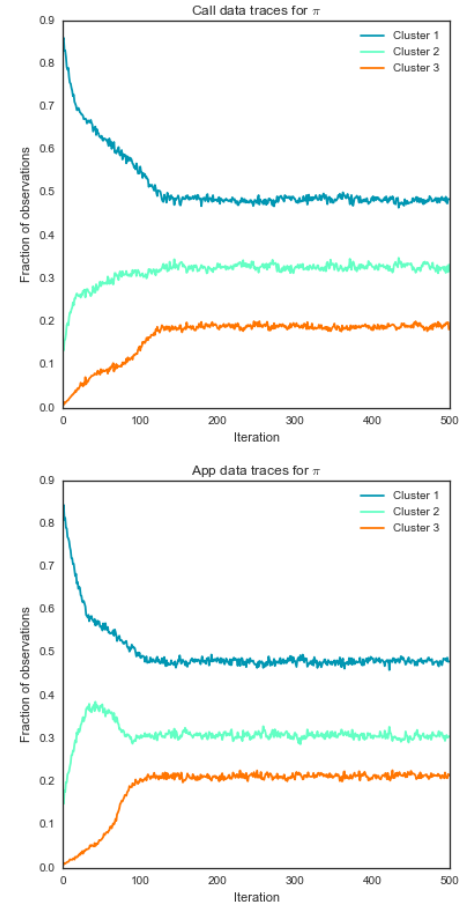 Call data traces for π
0.9
0.8
0.7
0.6
0.5
0.4
0.3
0.2
0.1
0.0
Fraction of observations
Cluster 1
Cluster 2
Cluster 3
0 100 200 300 400 500
Iteration
App data traces for π
0.9
0.8
0.7
0.6
0.5
0.4
0.3
0.2
0.1
0.0
Fraction of observations
Cluster 1
Cluster 2
Cluster 3
0 100 200 300 400 500
Iteration